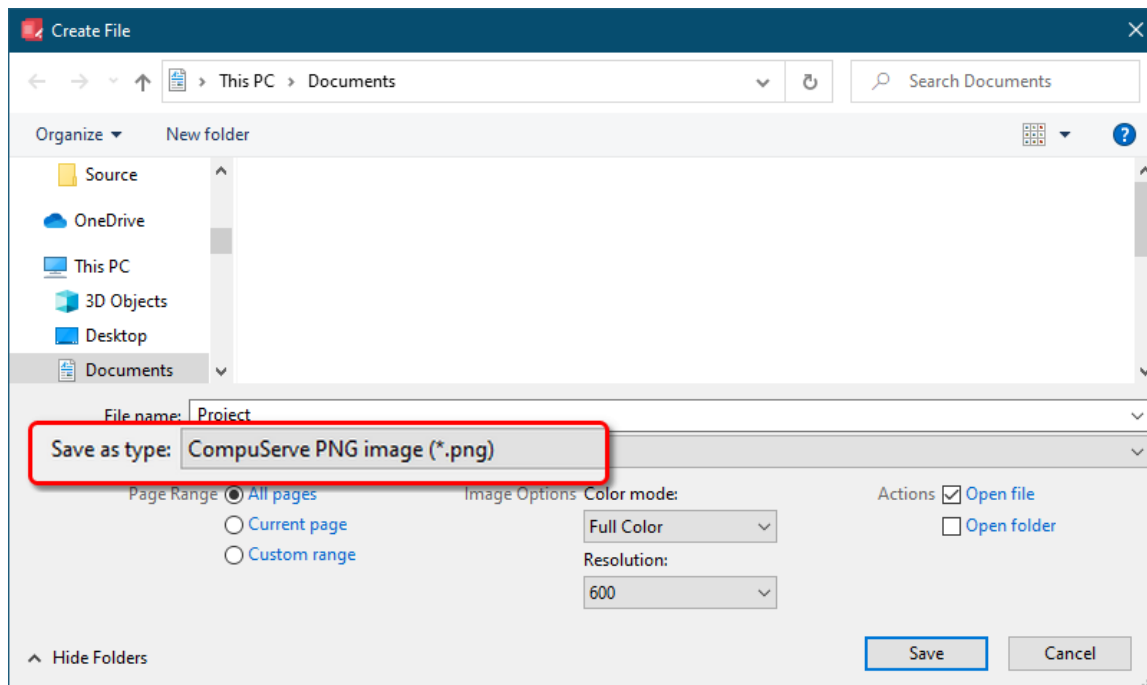 Create File
This PC > Documents
Search Documents
Organize
New folder
Source
OneDrive
This PC
3D Objects
Desktop
Documents
File name: Project
Save as type: CompuServe PNG image (*.png)
Page Range All pages Image Options Color mode: Actions Open file
Current page Full Color Open folder
Custom range Resolution:
600
Hide Folders Save Cancel